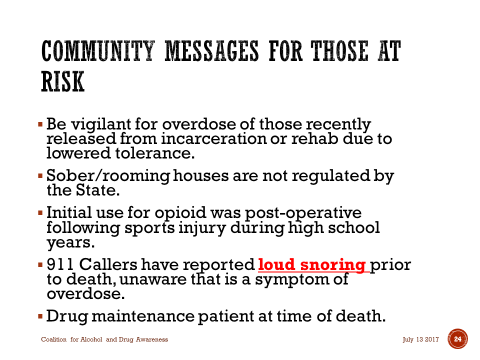 COMMUNITY MESSAGES FOR THOSE AT
RISK
▪ Be vigilant for overdose of those recently
released from incarceration or rehab due to
lowered tolerance.
▪ Sober/rooming houses are not regulated by
the State.
▪ Initial use for opioid was post-operative
following sports injury during high school
years.
▪ 911 Callers have reported loud snoring prior
to death, unaware that is a symptom of
overdose.
▪ Drug maintenance patient at time of death.
Coalition for Alcohol and Drug Awareness July 13 2017 24